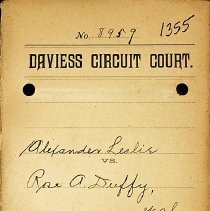 No. 8959 1355
DAVIESS CIRCUIT COURT.
Alexander Leslie
VS.
Rose A. Duffy,